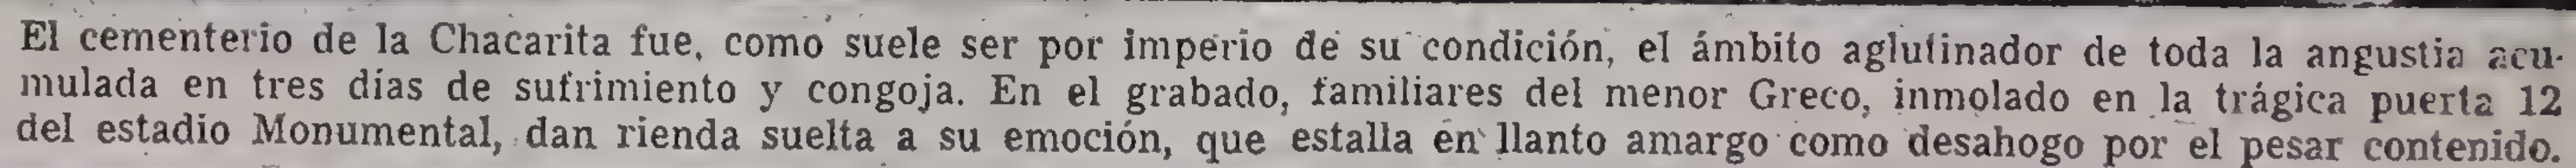 El cementerio de la Chacarita fue, como suele ser por imperio de su condición, el ámbito aglutinador de toda la angustia acu-
mulada en tres días de sufrimiento y congoja. En el grabado, familiares del menor Greco, inmolado en la trágica puerta 12
del estadio Monumental, dan rienda suelta a su emoción, que estalla en llanto amargo como desahogo por el pesar contenido.